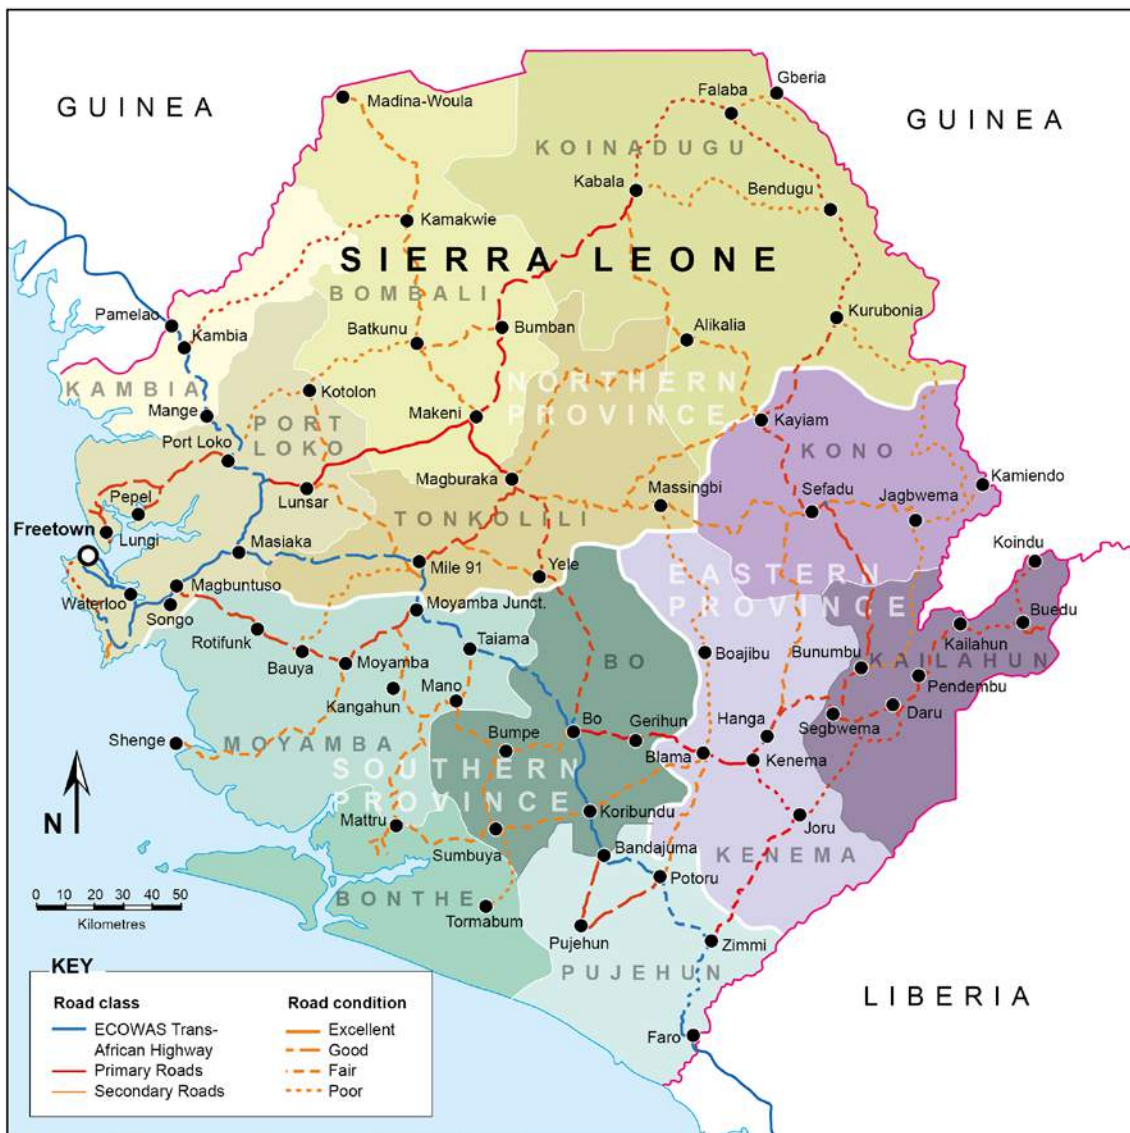 GUINEA
Madina-Woula
Falaba
Gberia
GUINEA
KOINADUGU
Kabala
Bendugu
Kamakwie
SIERRA LEONE
BOMBALI
Pamelao
Kambia
Batkunu
Bumban
Alikalia
Kurubonia
KAMBIA
Kotolon
NORTHERN
PROVINCE
Mange
PORT
LOKO
Makeni
Kayiam
Port Loko
KONO
Pepel
Lunsar
Magburaka
Massingbi
Sefadu
Jagbwema
Kamiendo
Freetown
Lungi
TONKOLILI
Masiaka
Mile 91
Yele
Koindu
EASTERN
PROVINCE
Magbuntuso
Waterloo
Songo
Moyamba Junct.
Buedu
Rotifunk
Taiama
Kailahun
Bauya
Moyamba
BO
Boajibu
Bunumbu
KAILAHUN
Kangahun
Mano
Pendembu
Daru
Shenge
MOYAMBA
Bumpe
Bo
Gerihun
Hanga
Segbwema
Blama
Kenema
SOUTHERN
PROVINCE
N
Mattru
Koribundu
Joru
Sumbuya
Bandajuma
KENEMA
BONTHE
Potoru
Tormabum
Pujehun
Zimmi
PUJEHUN
LIBERIA
Faro
0 10 20 30 40 50
Kilometres
KEY
Road class
ECOWAS Trans-
African Highway
Primary Roads
Secondary Roads
Road condition
Excellent
Good
Fair
Poor